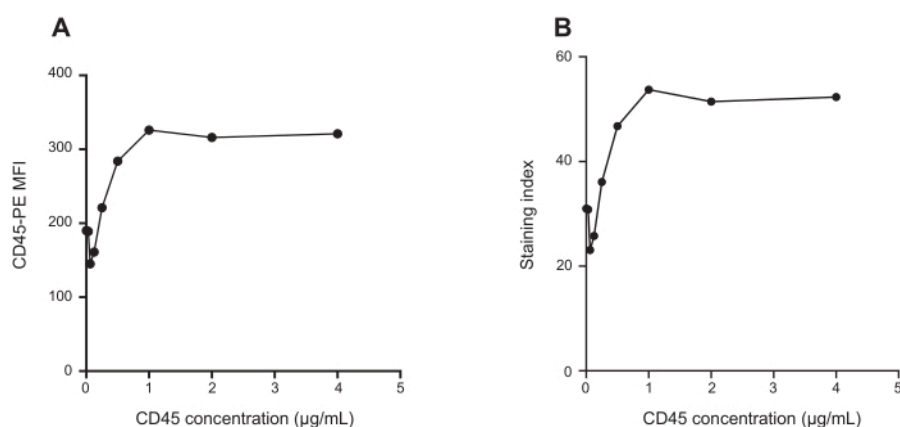 A
CD45-PE MFI
400
300
200
100
0
0 1 2 3 4 5
CD45 concentration (µg/mL)
B
Staining index
60
40
20
0
0 1 2 3 4 5
CD45 concentration (µg/mL)